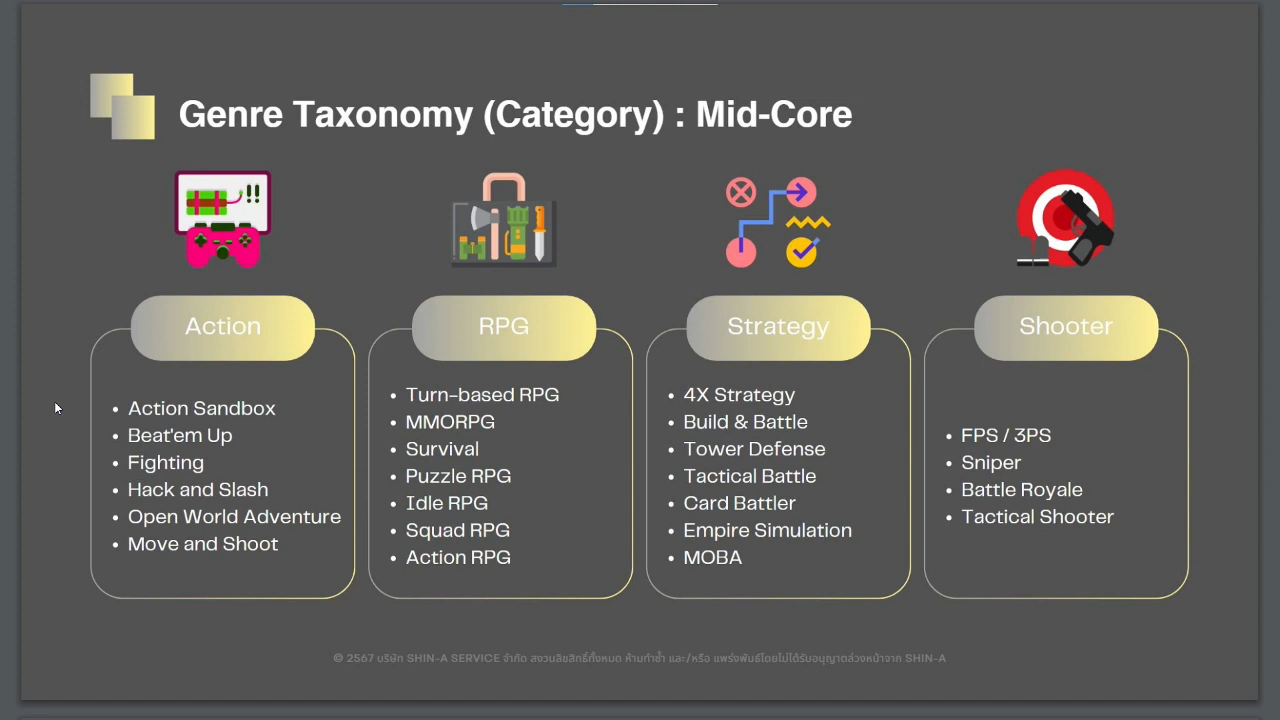 Genre Taxonomy (Category) : Mid-Core
!!
Action
Action Sandbox
Beat'em Up
Fighting
Hack and Slash
Open World Adventure
Move and Shoot
RPG
Turn-based RPG
MMORPG
Survival
Puzzle RPG
Idle RPG
Squad RPG
Action RPG
Strategy
4X Strategy
Build & Battle
Tower Defense
Tactical Battle
Card Battler
Empire Simulation
MOBA
Shooter
FPS / 3PS
Sniper
Battle Royale
Tactical Shooter
© 2567 บริษัท SHIN-A SERVICE จำกัด สงวนลิขสิทธิ์ทั้งหมด ห้ามทำซ้ำ และ/หรือ แพร่งพันธ์โดยไม่ได้รับอนุญาตล่วงหน้าจาก SHIN-A